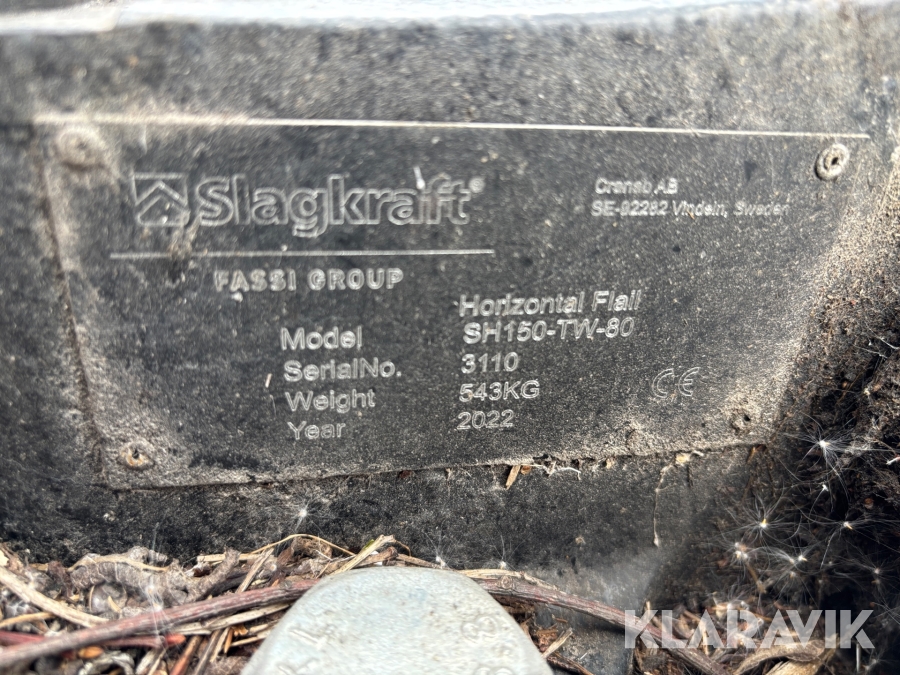 Slagkraft®
Cranab AB
SE-92282 Vindeln, Sweden
FASSI GROUP
Horizontal Flail
Model SH150-TW-80
SerialNo. 3110
Weight 543KG
Year 2022
CE
KLARAVIK